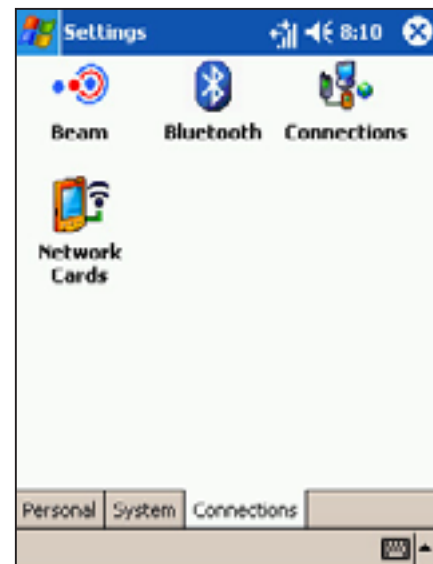 Settings 8:10
Beam Bluetooth Connections
Network
Cards
Personal System Connections